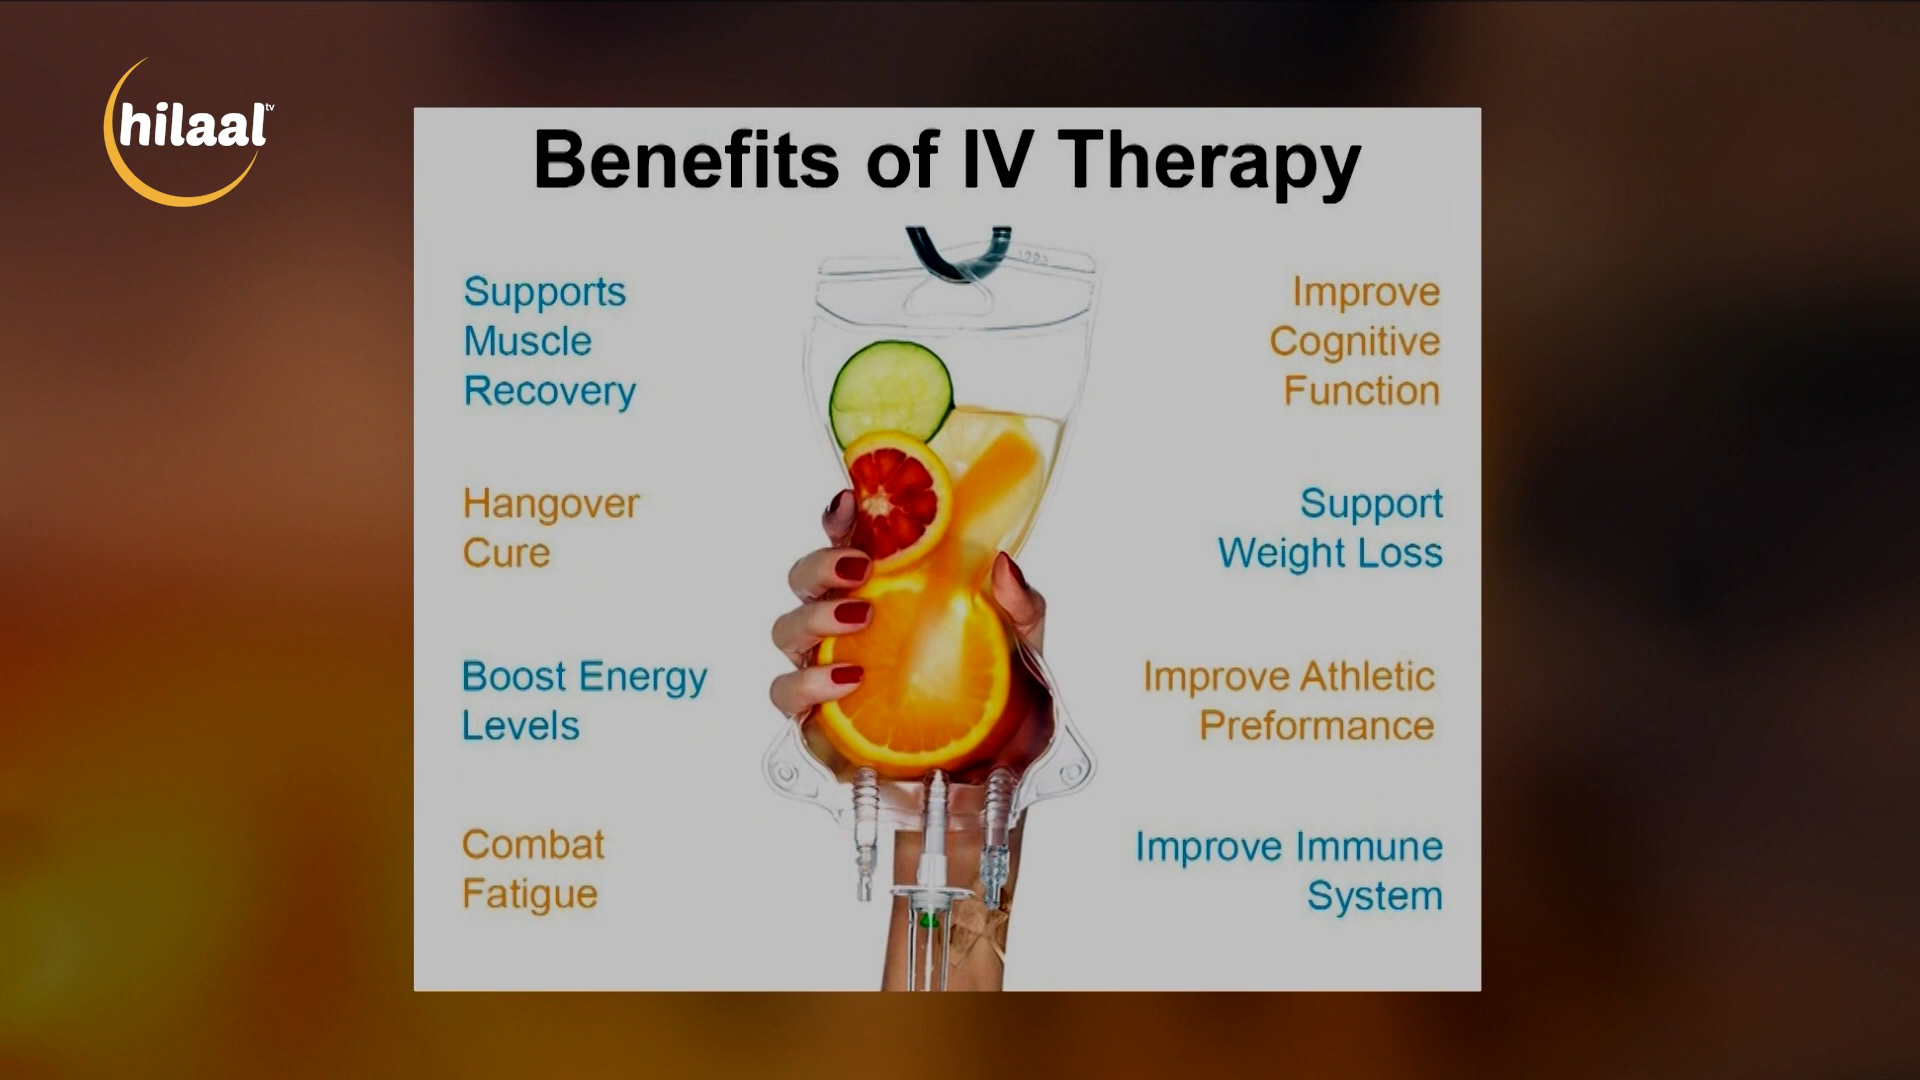 hilaal tv
Benefits of IV Therapy
Supports
Muscle
Recovery
Hangover
Cure
Boost Energy
Levels
Combat
Fatigue
Improve
Cognitive
Function
Support
Weight Loss
Improve Athletic
Preformance
Improve Immune
System